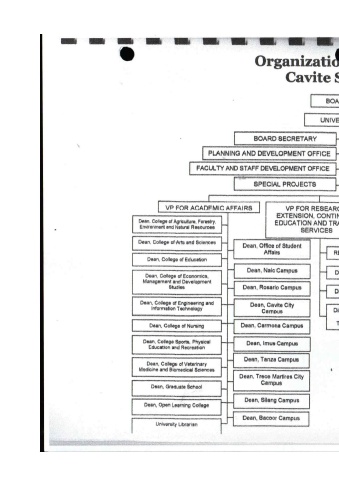 Organizatio
Cavite S
BOA
UNIVE
BOARD SECRETARY
PLANNING AND DEVELOPMENT OFFICE
FACULTY AND STAFF DEVELOPMENT OFFICE
SPECIAL PROJECTS
VP FOR ACADEMIC AFFAIRS
Dean, College of Agriculture, Forestry,
Environment and Natural Resources
Dean, College of Arts and Sciences
Dean, College of Education
Dean, College of Economics,
Management and Development
Studies
Dean, College of Engineering and
Information Technology
Dean, College of Nursing
Dean, College Sports, Physical
Education and Recreation
Dean, College of Veterinary
Medicine and Biomedical Sciences
Dean, Graduate School
Dean, Open Learning College
University Librarian
Dean, Office of Student
Affairs
Dean, Naic Campus
Dean, Rosario Campus
Dean, Cavite City
Campus
Dean, Carmona Campus
Dean, Imus Campus
Dean, Tanza Campus
Dean, Trece Martires City
Campus
Dean, Silang Campus
Dean, Bacoor Campus
VP FOR RESEARC
EXTENSION, CONTIN
EDUCATION AND TRA
SERVICES
RE
D
D
Di
T